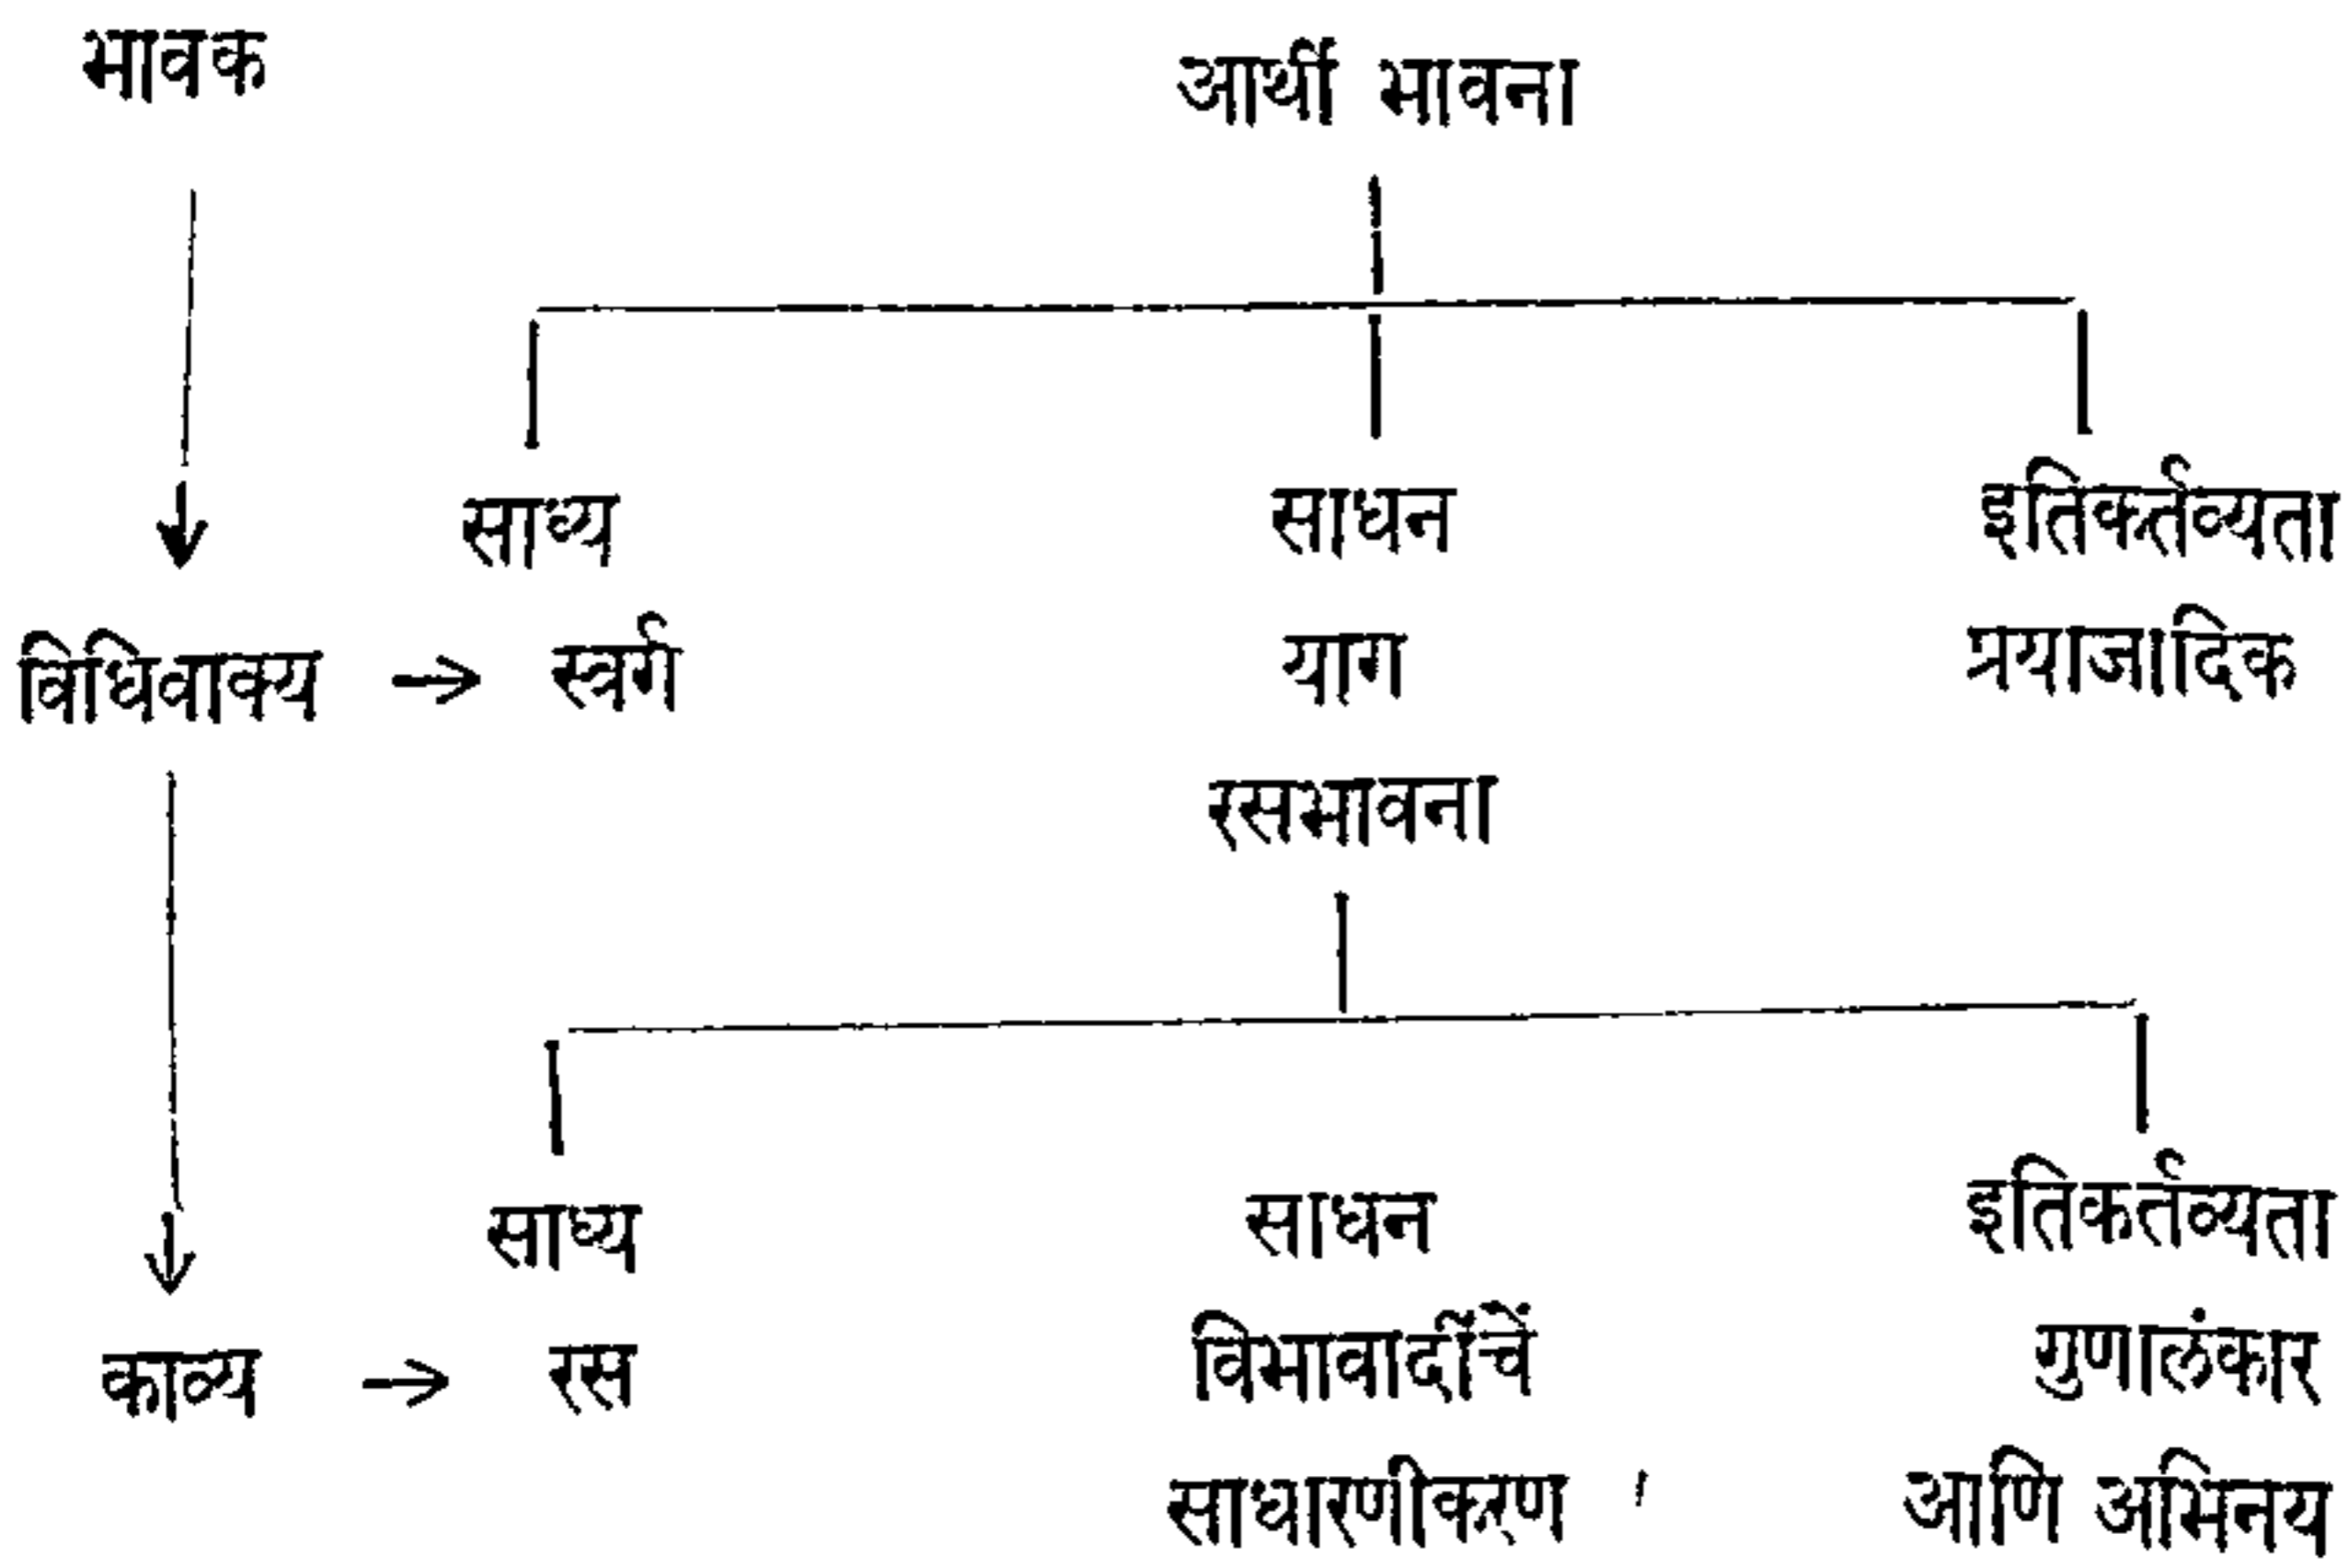 भावक आर्थी भावना
साध्य साधन इतिकर्तव्यता
विधिवाक्य → स्वर्ग याग प्रयाजादिक
रसभावना
साध्य साधन इतिकर्तव्यता
काव्य → रस विभावादींचें गुणालंकार
साधारणीकरण आणि अभिनय